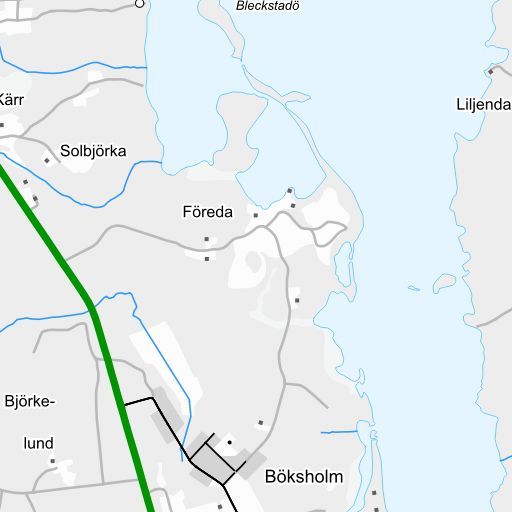 Bleckstadö
Kärr
Liljenda
Solbjörka
Föreda
Björke-
lund
Böksholm